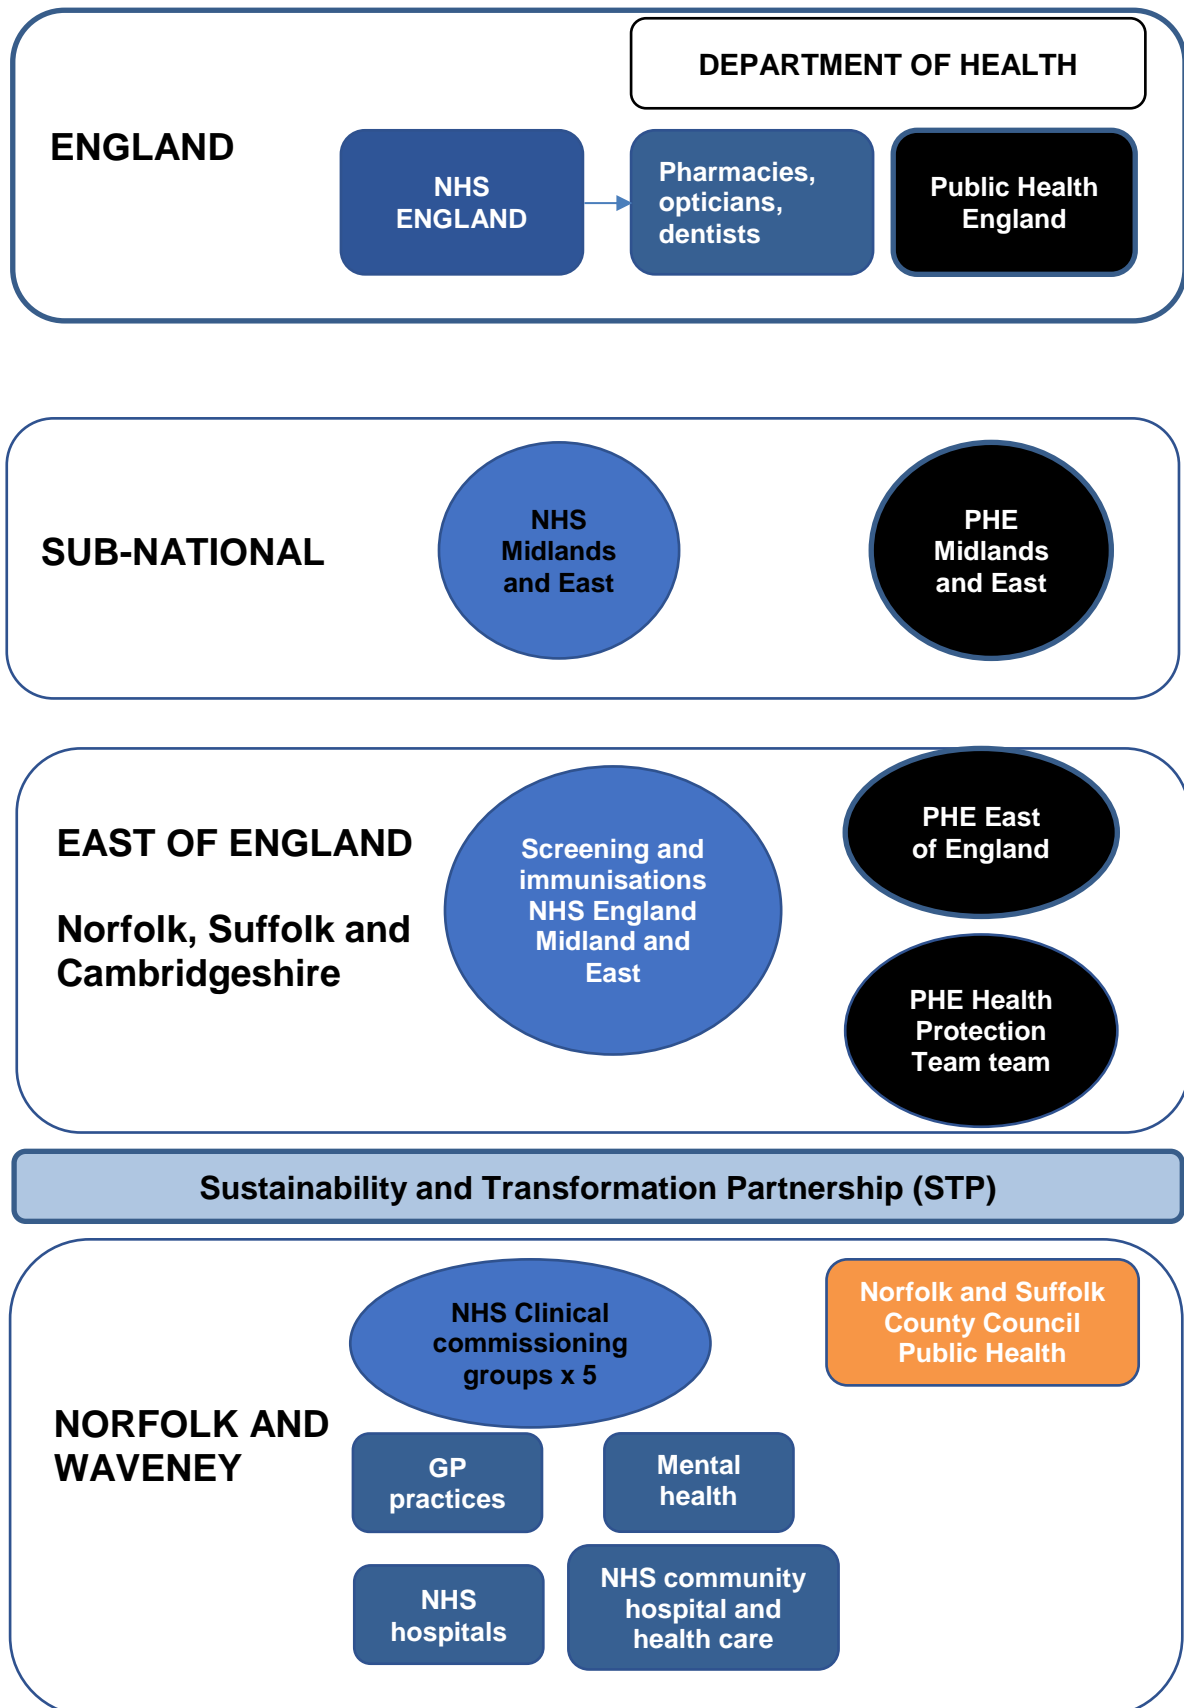 DEPARTMENT OF HEALTH
ENGLAND
NHS
ENGLAND
Pharmacies,
opticians,
dentists
Public Health
England
SUB-NATIONAL
NHS
Midlands
and East
PHE
Midlands
and East
EAST OF ENGLAND
Norfolk, Suffolk and
Cambridgeshire
Screening and
immunisations
NHS England
Midland and
East
PHE East
of England
PHE Health
Protection
Team team
Sustainability and Transformation Partnership (STP)
NORFOLK AND
WAVENEY
NHS Clinical
commissioning
groups x 5
Norfolk and Suffolk
County Council
Public Health
GP
practices
Mental
health
NHS
hospitals
NHS community
hospital and
health care